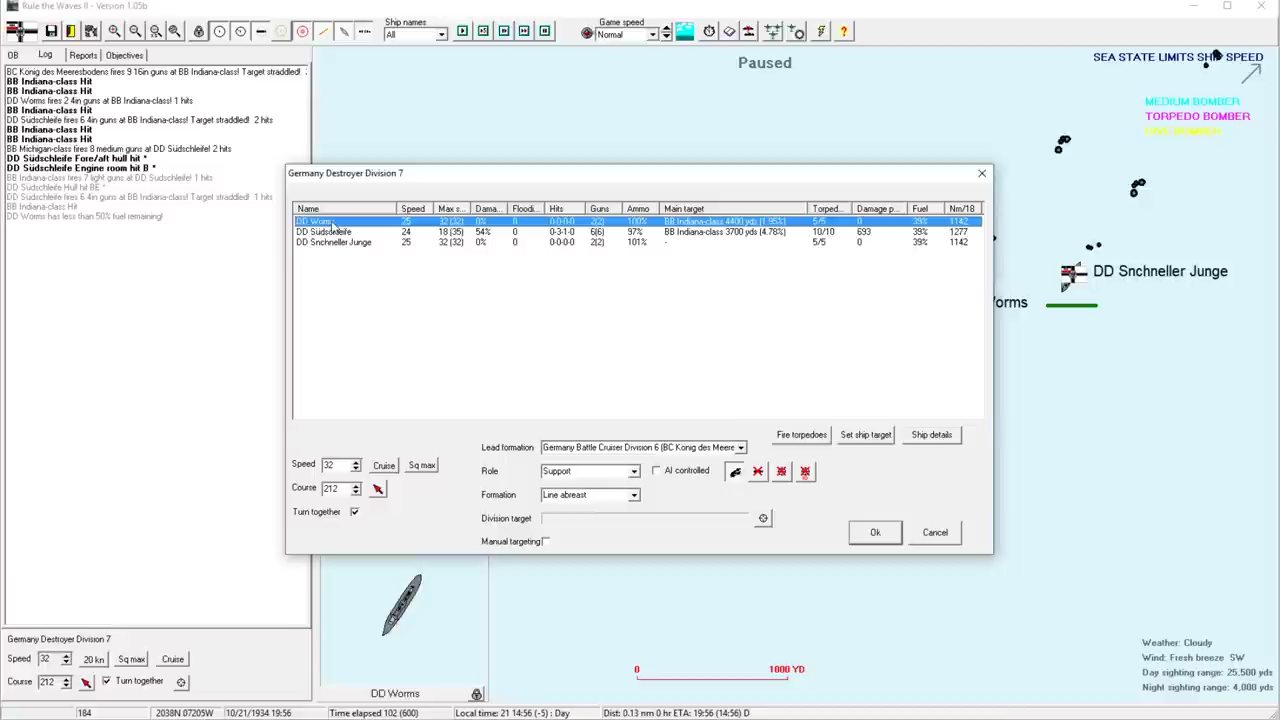 Rule the Waves II - Version 1.05b
Ship names
All
Game speed
Normal
OB Log Reports Objectives
BC König des Meeresbodens fires 9 16in guns at BB Indiana-class! Target straddled! 2
BB Indiana-class Hit
BB Indiana-class Hit
DD Worms fires 2 4in guns at BB Indiana-class! 1 hits
BB Indiana-class Hit
DD Südschleife fires 6 4in guns at BB Indiana-class! Target straddled! 2 hits
BB Indiana-class Hit
BB Indiana-class Hit
BB Michigan-class fires 8 medium guns at DD Südschleife! 2 hits
DD Südschleife Fore/aft hull hit *
DD Südschleife Engine room hit B *
BB Indiana-class fires 7 light guns at DD Südschleife! 1 hits
DD Südschleife Hull hit BE *
DD Südschleife fires 6 4in guns at BB Indiana-class! Target straddled! 1 hits
BB Indiana-class Hit
DD Worms has less than 50% fuel remaining!
Paused
SEA STATE LIMITS SHIP SPEED
MEDIUM BOMBER
TORPEDO BOMBER
DIVE BOMBER
Germany Destroyer Division 7
Name Speed Max s... Dama... Floodi... Hits Guns Ammo Main target Torped... Damage p... Fuel Nm/18
DD Worms 25 32 (32) 0% 0 0-0-0-0 2(2) 100% BB Indiana-class 4400 yds (1.95%) 5/5 0 39% 1142
DD Südschleife 24 18 (35) 54% 0 0-3-1-0 6(6) 97% BB Indiana-class 3700 yds (4.78%) 10/10 693 39% 1277
DD Snchneller Junge 25 32 (32) 0% 0 0-0-0-0 2(2) 101% - 5/5 0 39% 1142
Fire torpedoes Set ship target Ship details
Lead formation Germany Battle Cruiser Division 6 (BC König des Meere
Speed 32 Cruise Sq max
Role Support AI controlled
Course 212
Formation Line abreast
Turn together
Division target
Manual targeting
Ok Cancel
DD Snchneller Junge
orms
DD Worms
0 1000 YD
Weather: Cloudy
Wind: Fresh breeze SW
Day sighting range: 25,500 yds
Night sighting range: 4,000 yds
Germany Destroyer Division 7
Speed 32 20 kn Sq max Cruise
Course 212 Turn together
184 2038N 07205W 10/21/1934 19:56 Time elapsed 102 (600) Local time: 21 14:56 (-5) : Day Dist: 0.13 nm 0 hr ETA: 19:56 (14:56) D